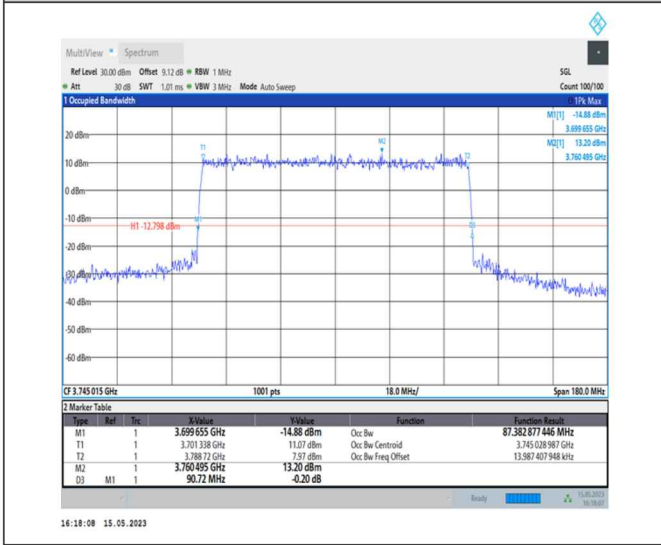 MultiView Spectrum
Ref Level 30.00 dBm Offset 9.12 dB RBW 1 MHz SGL
Att 30 dB SWT 1.01 ms VBW 3 MHz Mode Auto Sweep Count 100/100
1 Occupied Bandwidth 1Pk Max
M1[1] -14.88 dBm
3.699 655 GHz
M2[1] 13.20 dBm
3.760 495 GHz
20 dBm
T1
M2
T2
10 dBm
0 dBm
-10 dBm
M1
D3
H1 -12.798 dBm
-20 dBm
-30 dBm
-40 dBm
-50 dBm
-60 dBm
CF 3.745 015 GHz 1001 pts 18.0 MHz/ Span 180.0 MHz
2 Marker Table
Type Ref Trc X-Value Y-Value Function Function Result
M1 1 3.699 655 GHz -14.88 dBm Occ Bw 87.382 877 446 MHz
T1 1 3.701 338 GHz 11.07 dBm Occ Bw Centroid 3.745 028 987 GHz
T2 1 3.788 72 GHz 7.97 dBm Occ Bw Freq Offset 13.987 407 948 kHz
M2 1 3.760 495 GHz 13.20 dBm
D3 M1 1 90.72 MHz -0.20 dB
Ready 15.05.2023
16:18:07
16:18:08 15.05.2023